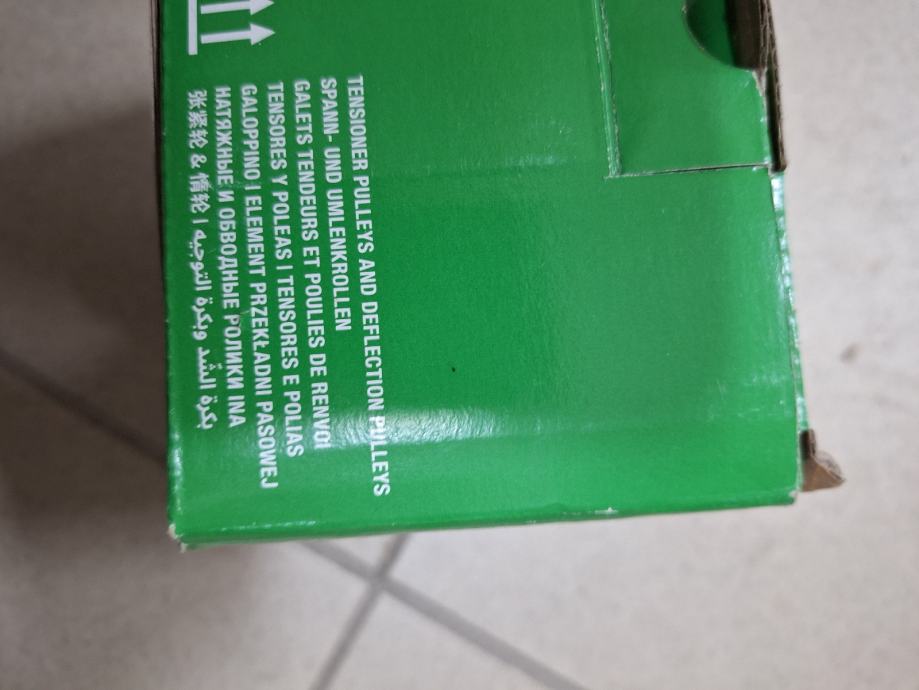 TENSIONER PULLEYS AND DEFLECTION PULLEYS
SPANN- UND UMLENKROLLEN
GALETS TENDEURS ET POULIES DE RENVOI
TENSORES Y POLEAS | TENSORES E POLIAS
GALOPPINO | ELEMENT PRZEKŁADNI PASOWEJ
НАТЯЖНЫЕ И ОБВОДНЫЕ РОЛИКИ INA
张紧轮 & 惰轮 | بكرة الشد وبكرة التوجيه